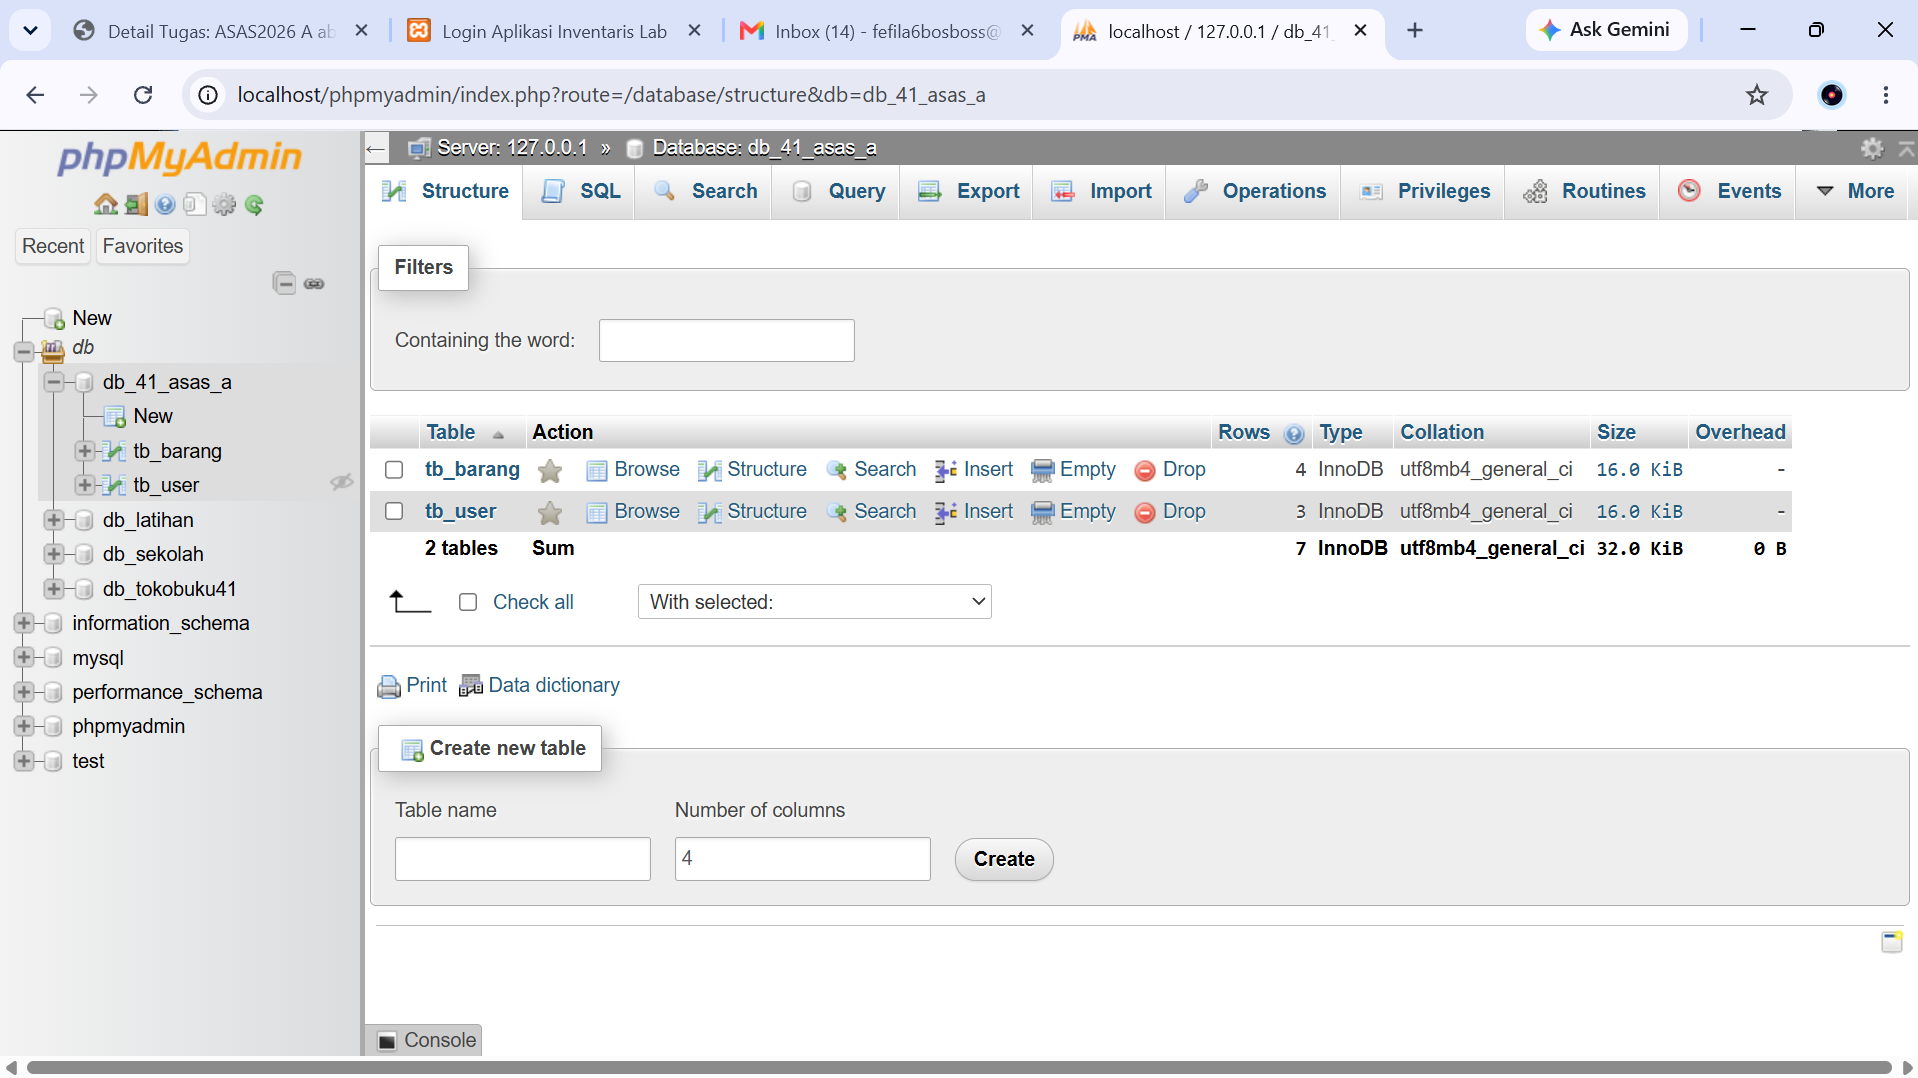 Detail Tugas: ASAS2026 A ab
Login Aplikasi Inventaris Lab
Inbox (14) - fefila6bosboss@
localhost / 127.0.0.1 / db_41_
Ask Gemini
localhost/phpmyadmin/index.php?route=/database/structure&db=db_41_asas_a
phpMyAdmin
Recent
Favorites
New
db
db_41_asas_a
New
tb_barang
tb_user
db_latihan
db_sekolah
db_tokobuku41
information_schema
mysql
performance_schema
phpmyadmin
test
Server: 127.0.0.1 » Database: db_41_asas_a
Structure SQL Search Query Export Import Operations Privileges Routines Events More
Filters
Containing the word:
Table Action Rows Type Collation Size Overhead
tb_barang Browse Structure Search Insert Empty Drop 4 InnoDB utf8mb4_general_ci 16.0 KiB -
tb_user Browse Structure Search Insert Empty Drop 3 InnoDB utf8mb4_general_ci 16.0 KiB -
2 tables Sum 7 InnoDB utf8mb4_general_ci 32.0 KiB 0 B
Check all With selected:
Print Data dictionary
Create new table
Table name Number of columns
4 Create
Console